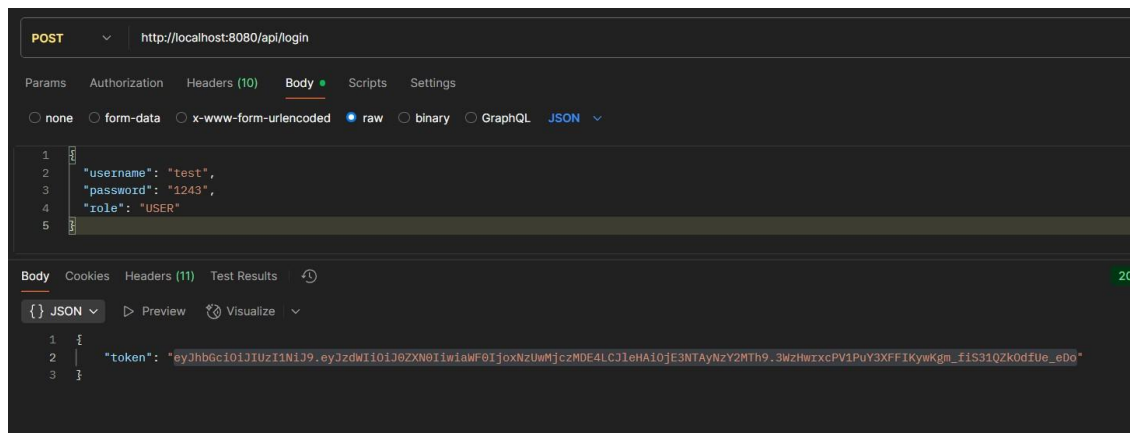 POST http://localhost:8080/api/login
Params Authorization Headers (10) Body Scripts Settings
none form-data x-www-form-urlencoded raw binary GraphQL JSON
1 {
2 "username": "test",
3 "password": "1243",
4 "role": "USER"
5 }
Body Cookies Headers (11) Test Results
20
{} JSON Preview Visualize
1 {
2 "token": "eyJhbGciOiJIUzI1NiJ9.eyJzdWIiOiJ0ZXN0IiwiaWF0IjoxNzUwMjczMDE4LCJleHAiOjE3NTAyNzY2MTh9.3WzHwrxcPV1PuY3XFFIKywKgm_fiS31QZkOdfUe_eDo"
3 }